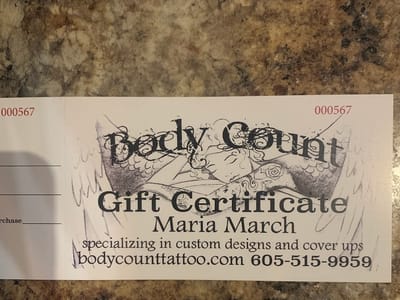 000567
000567
Body Count
Gift Certificate
Maria March
specializing in custom designs and cover ups
bodycounttattoo.com 605-515-9959